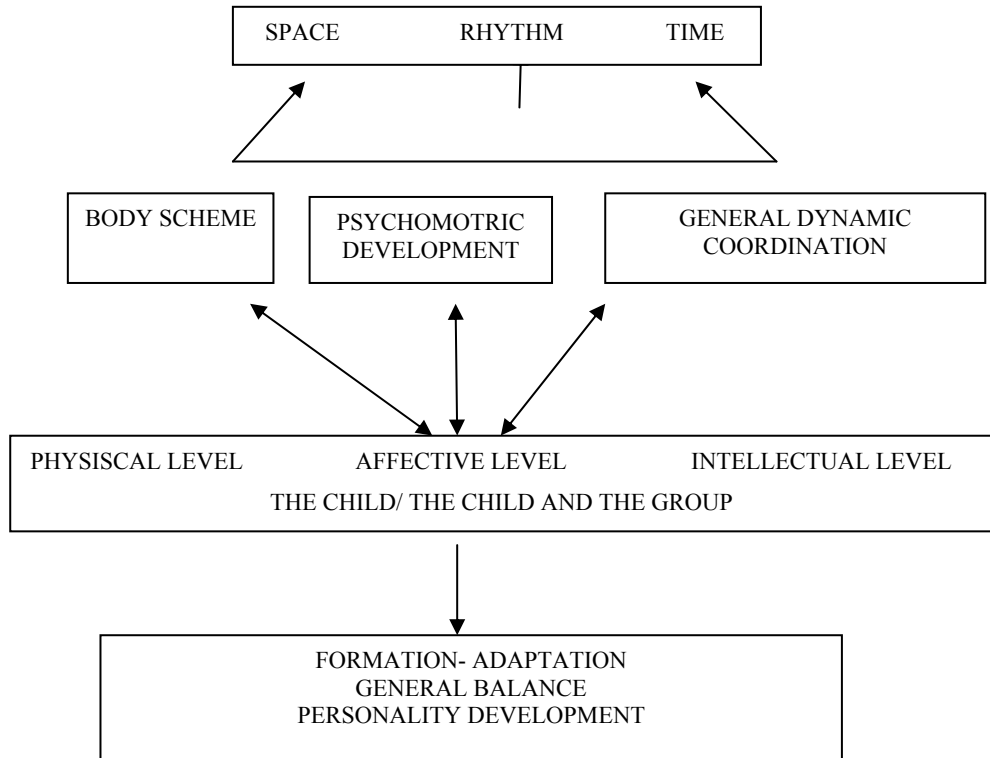 SPACE RHYTHM TIME
BODY SCHEME
PSYCHOMOTRIC
DEVELOPMENT
GENERAL DYNAMIC
COORDINATION
PHYSISCAL LEVEL AFFECTIVE LEVEL INTELLECTUAL LEVEL
THE CHILD/ THE CHILD AND THE GROUP
FORMATION- ADAPTATION
GENERAL BALANCE
PERSONALITY DEVELOPMENT